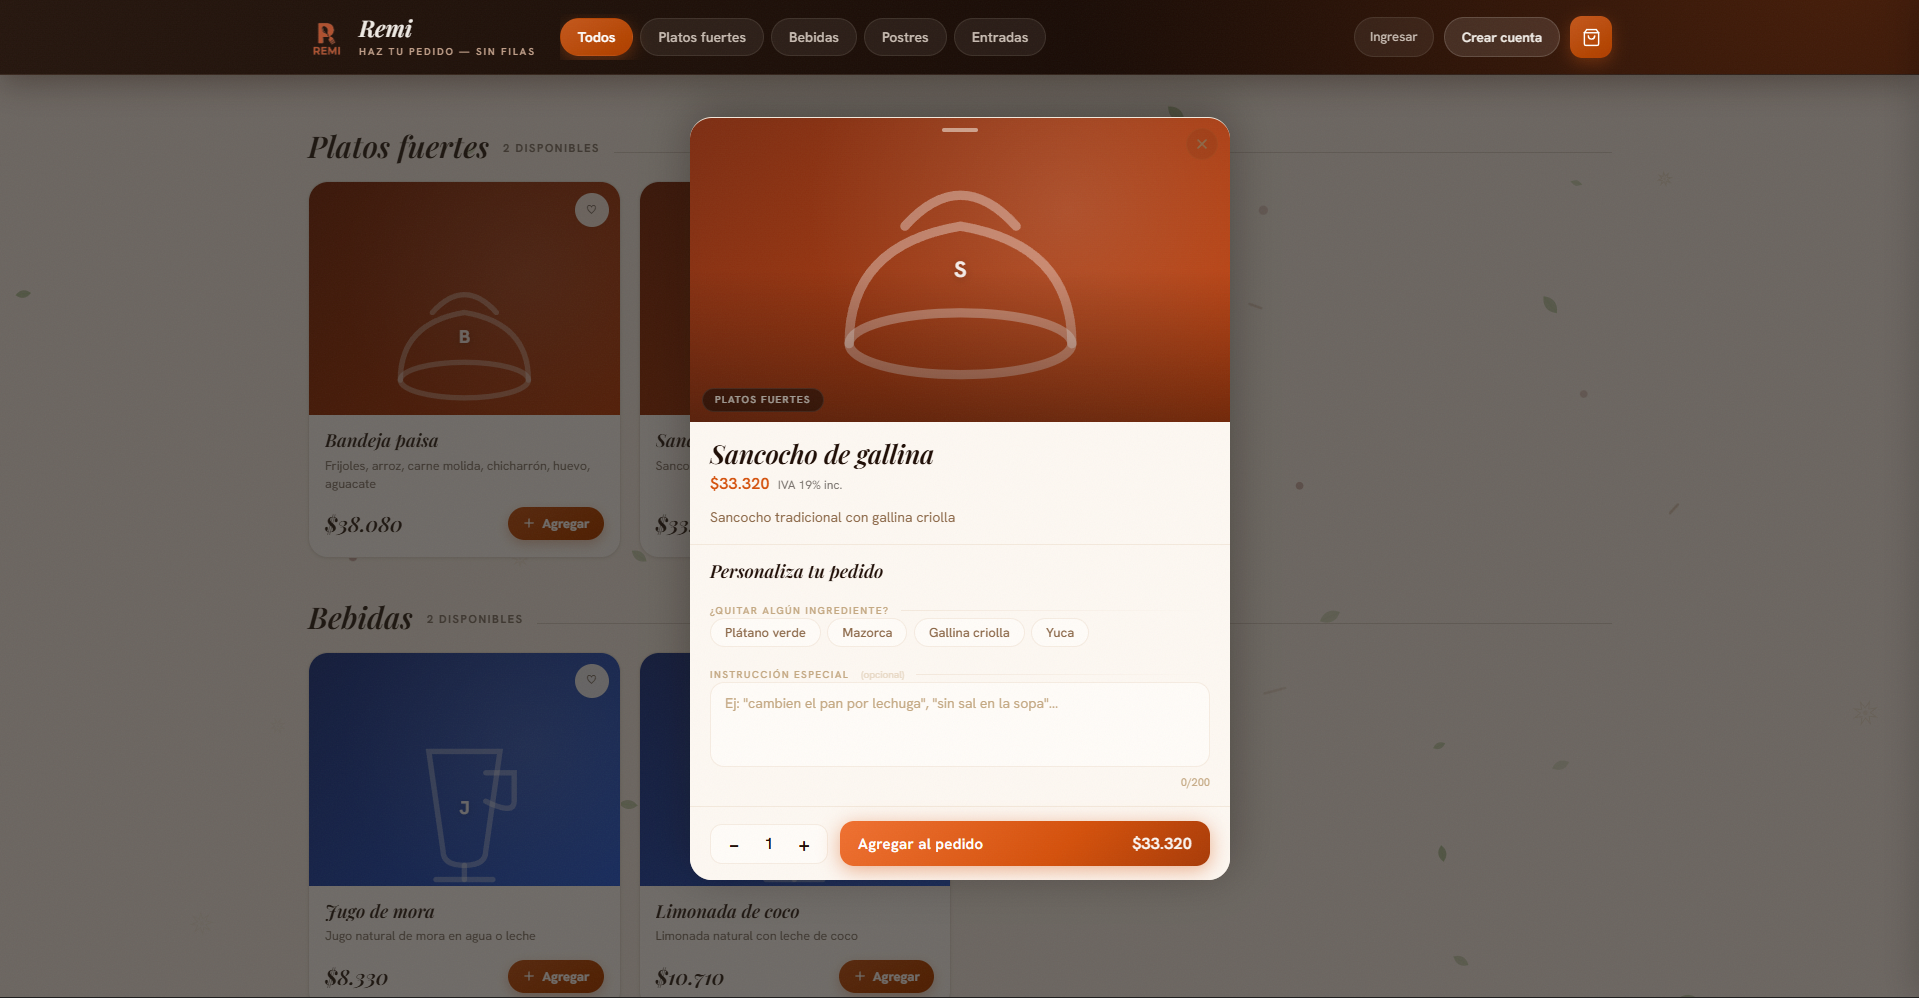 REMI
Remi
HAZ TU PEDIDO — SIN FILAS
Todos
Platos fuertes
Bebidas
Postres
Entradas
Ingresar
Crear cuenta
Platos fuertes
2 DISPONIBLES
B
Bandeja paisa
Frijoles, arroz, carne molida, chicharrón, huevo,
aguacate
$38.080
+ Agregar
S
PLATOS FUERTES
Sancocho de gallina
$33.320 IVA 19% inc.
Sancocho tradicional con gallina criolla
Personaliza tu pedido
¿QUITAR ALGÚN INGREDIENTE?
Plátano verde
Mazorca
Gallina criolla
Yuca
INSTRUCCIÓN ESPECIAL (opcional)
Ej: "cambien el pan por lechuga", "sin sal en la sopa"...
0/200
− 1 +
Agregar al pedido $33.320
Bebidas
2 DISPONIBLES
J
Jugo de mora
Jugo natural de mora en agua o leche
$8.330
+ Agregar
Limonada de coco
Limonada natural con leche de coco
$10.710
+ Agregar